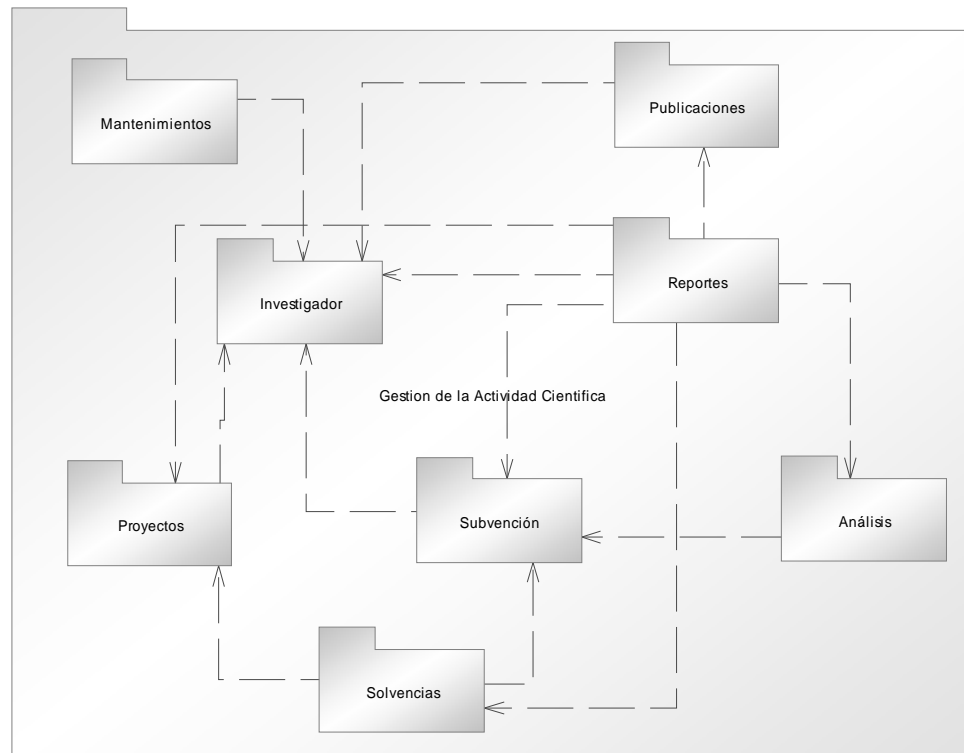 Mantenimientos
Publicaciones
Reportes
Investigador
Gestion de la Actividad Cientifica
Proyectos
Subvención
Análisis
Solvencias